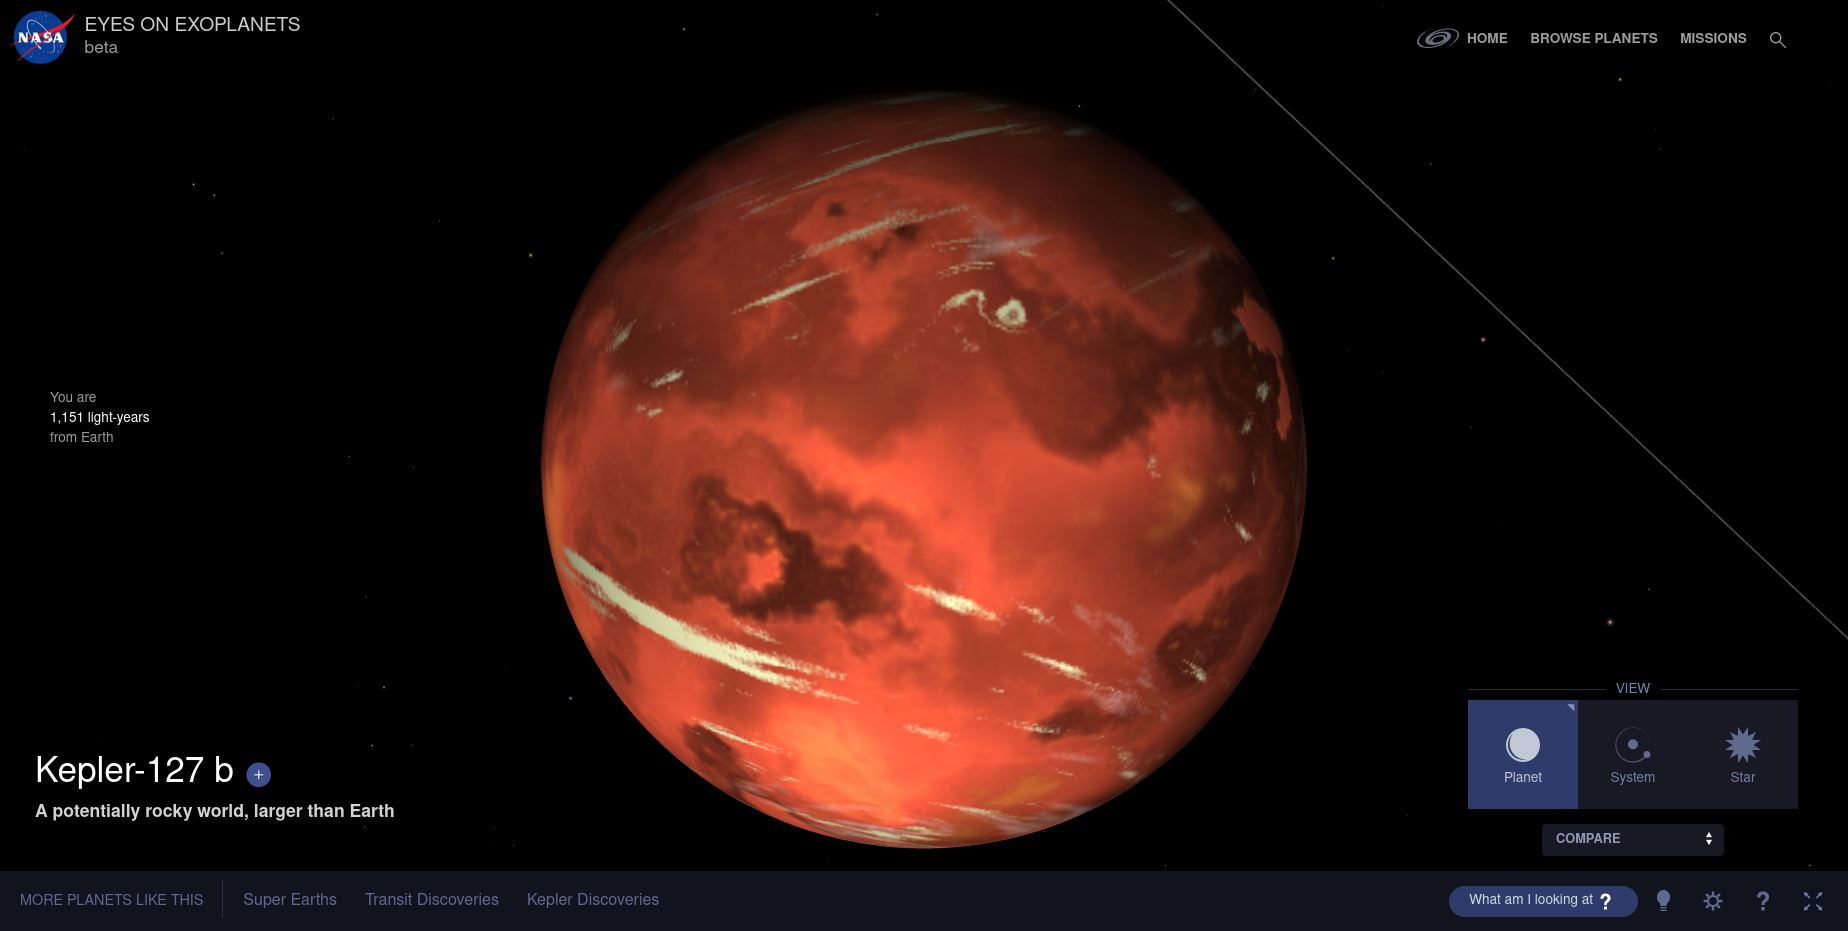 NASA
EYES ON EXOPLANETS
beta
HOME
BROWSE PLANETS
MISSIONS
You are
1,151 light-years
from Earth
Kepler-127 b +
A potentially rocky world, larger than Earth
VIEW
Planet
System
Star
COMPARE
MORE PLANETS LIKE THIS
Super Earths
Transit Discoveries
Kepler Discoveries
What am I looking at ?
?